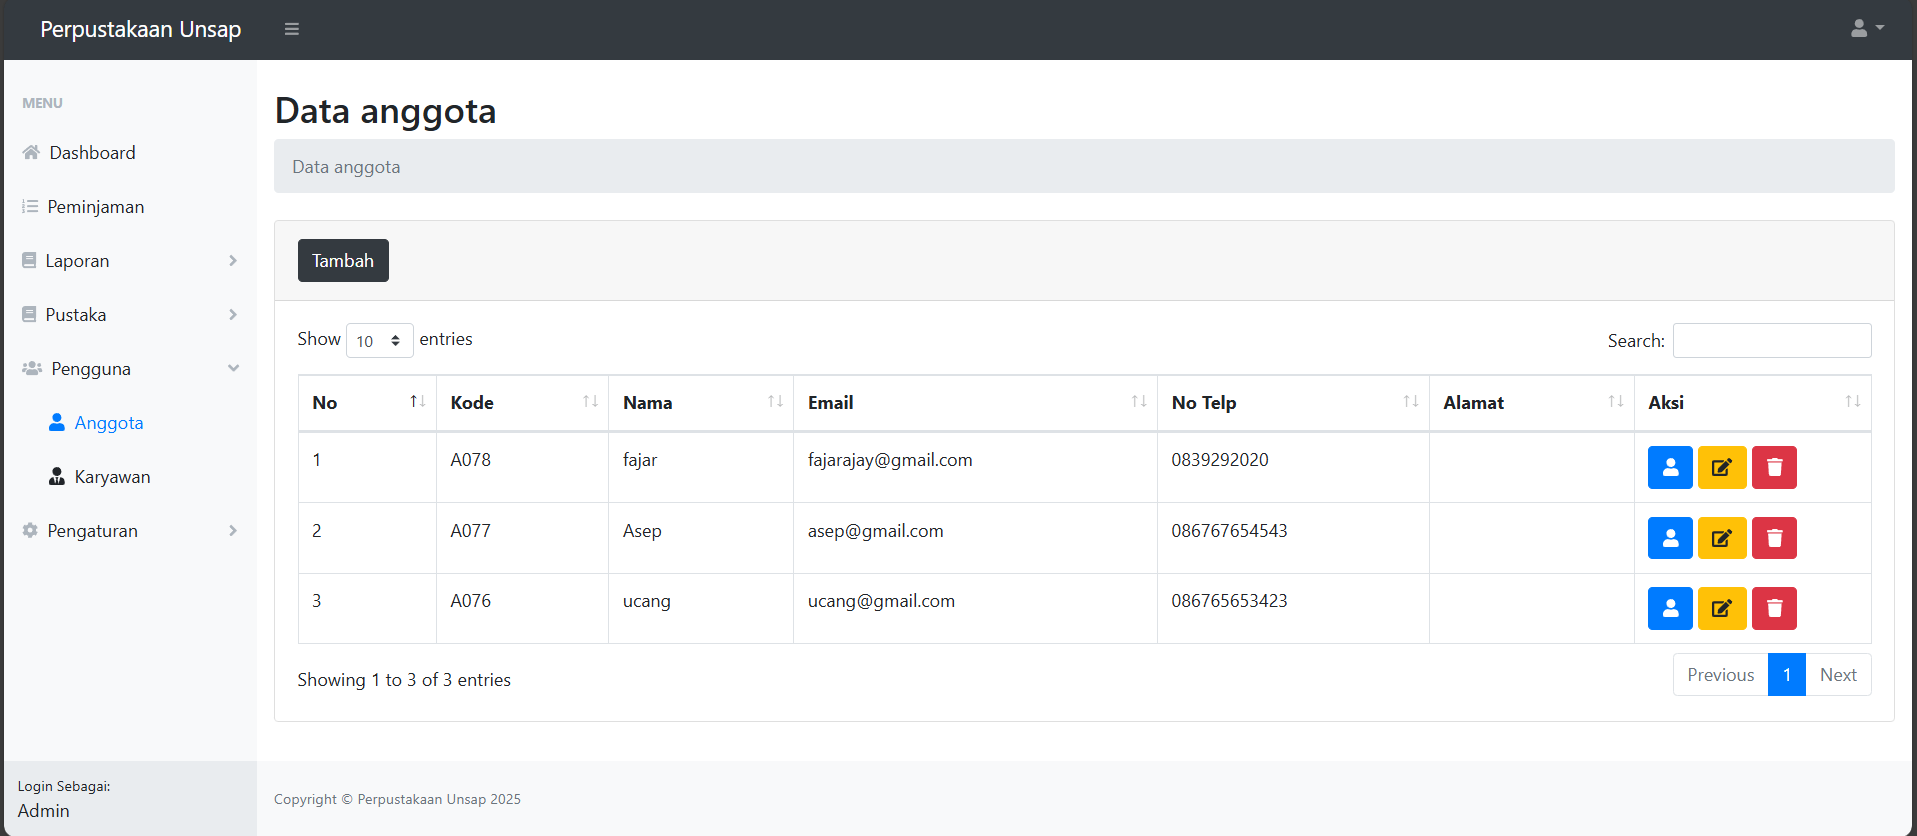 Perpustakaan Unsap
MENU
Dashboard
Peminjaman
Laporan
Pustaka
Pengguna
Anggota
Karyawan
Pengaturan
Login Sebagai:
Admin
Data anggota
Data anggota
Tambah
Show 10 entries
Search:
No Kode Nama Email No Telp Alamat Aksi
1 A078 fajar fajarajay@gmail.com 0839292020
2 A077 Asep asep@gmail.com 086767654543
3 A076 ucang ucang@gmail.com 086765653423
Showing 1 to 3 of 3 entries
Previous 1 Next
Copyright © Perpustakaan Unsap 2025